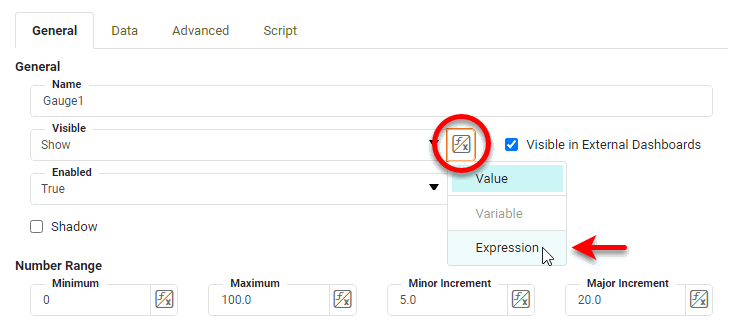 General Data Advanced Script
General
Name
Gauge1
Visible
Show
Visible in External Dashboards
Enabled
True
Value
Variable
Expression
Shadow
Number Range
Minimum Maximum Minor Increment Major Increment
0 100.0 5.0 20.0